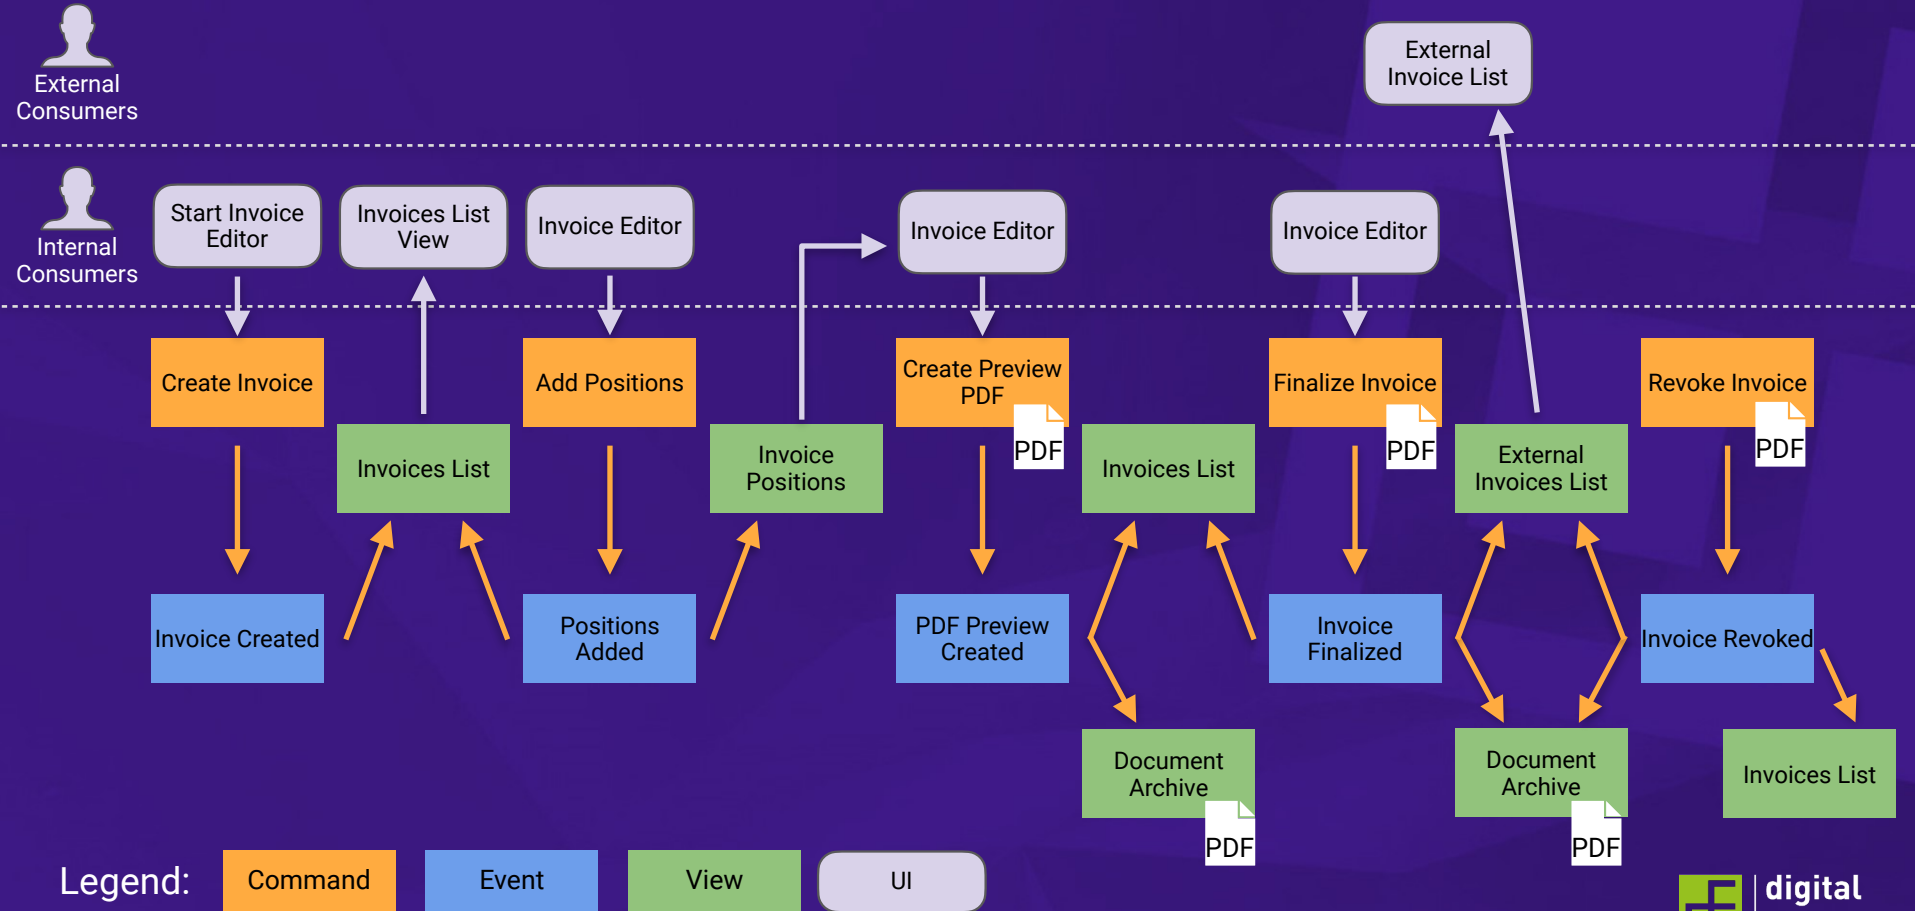 External
Consumers
External
Invoice List
Internal
Consumers
Start Invoice
Editor
Invoices List
View
Invoice Editor
Invoice Editor
Invoice Editor
Create Invoice
Add Positions
Create Preview
PDF
PDF
Finalize Invoice
PDF
Revoke Invoice
PDF
Invoices List
Invoice
Positions
Invoices List
External
Invoices List
Invoice Created
Positions
Added
PDF Preview
Created
Invoice
Finalized
Invoice Revoked
Document
Archive
PDF
Document
Archive
PDF
Invoices List
Legend:
Command
Event
View
UI
digital